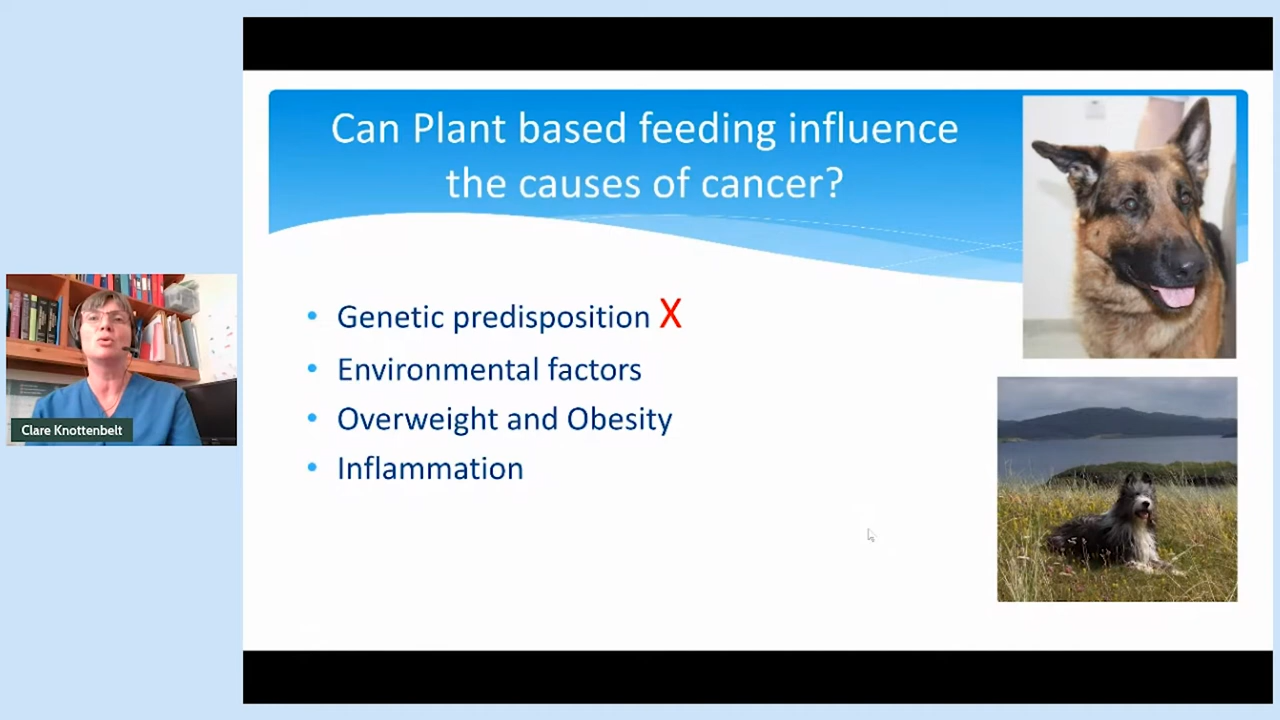 Can Plant based feeding influence
the causes of cancer?
• Genetic predisposition X
• Environmental factors
• Overweight and Obesity
• Inflammation
Clare Knottenbelt